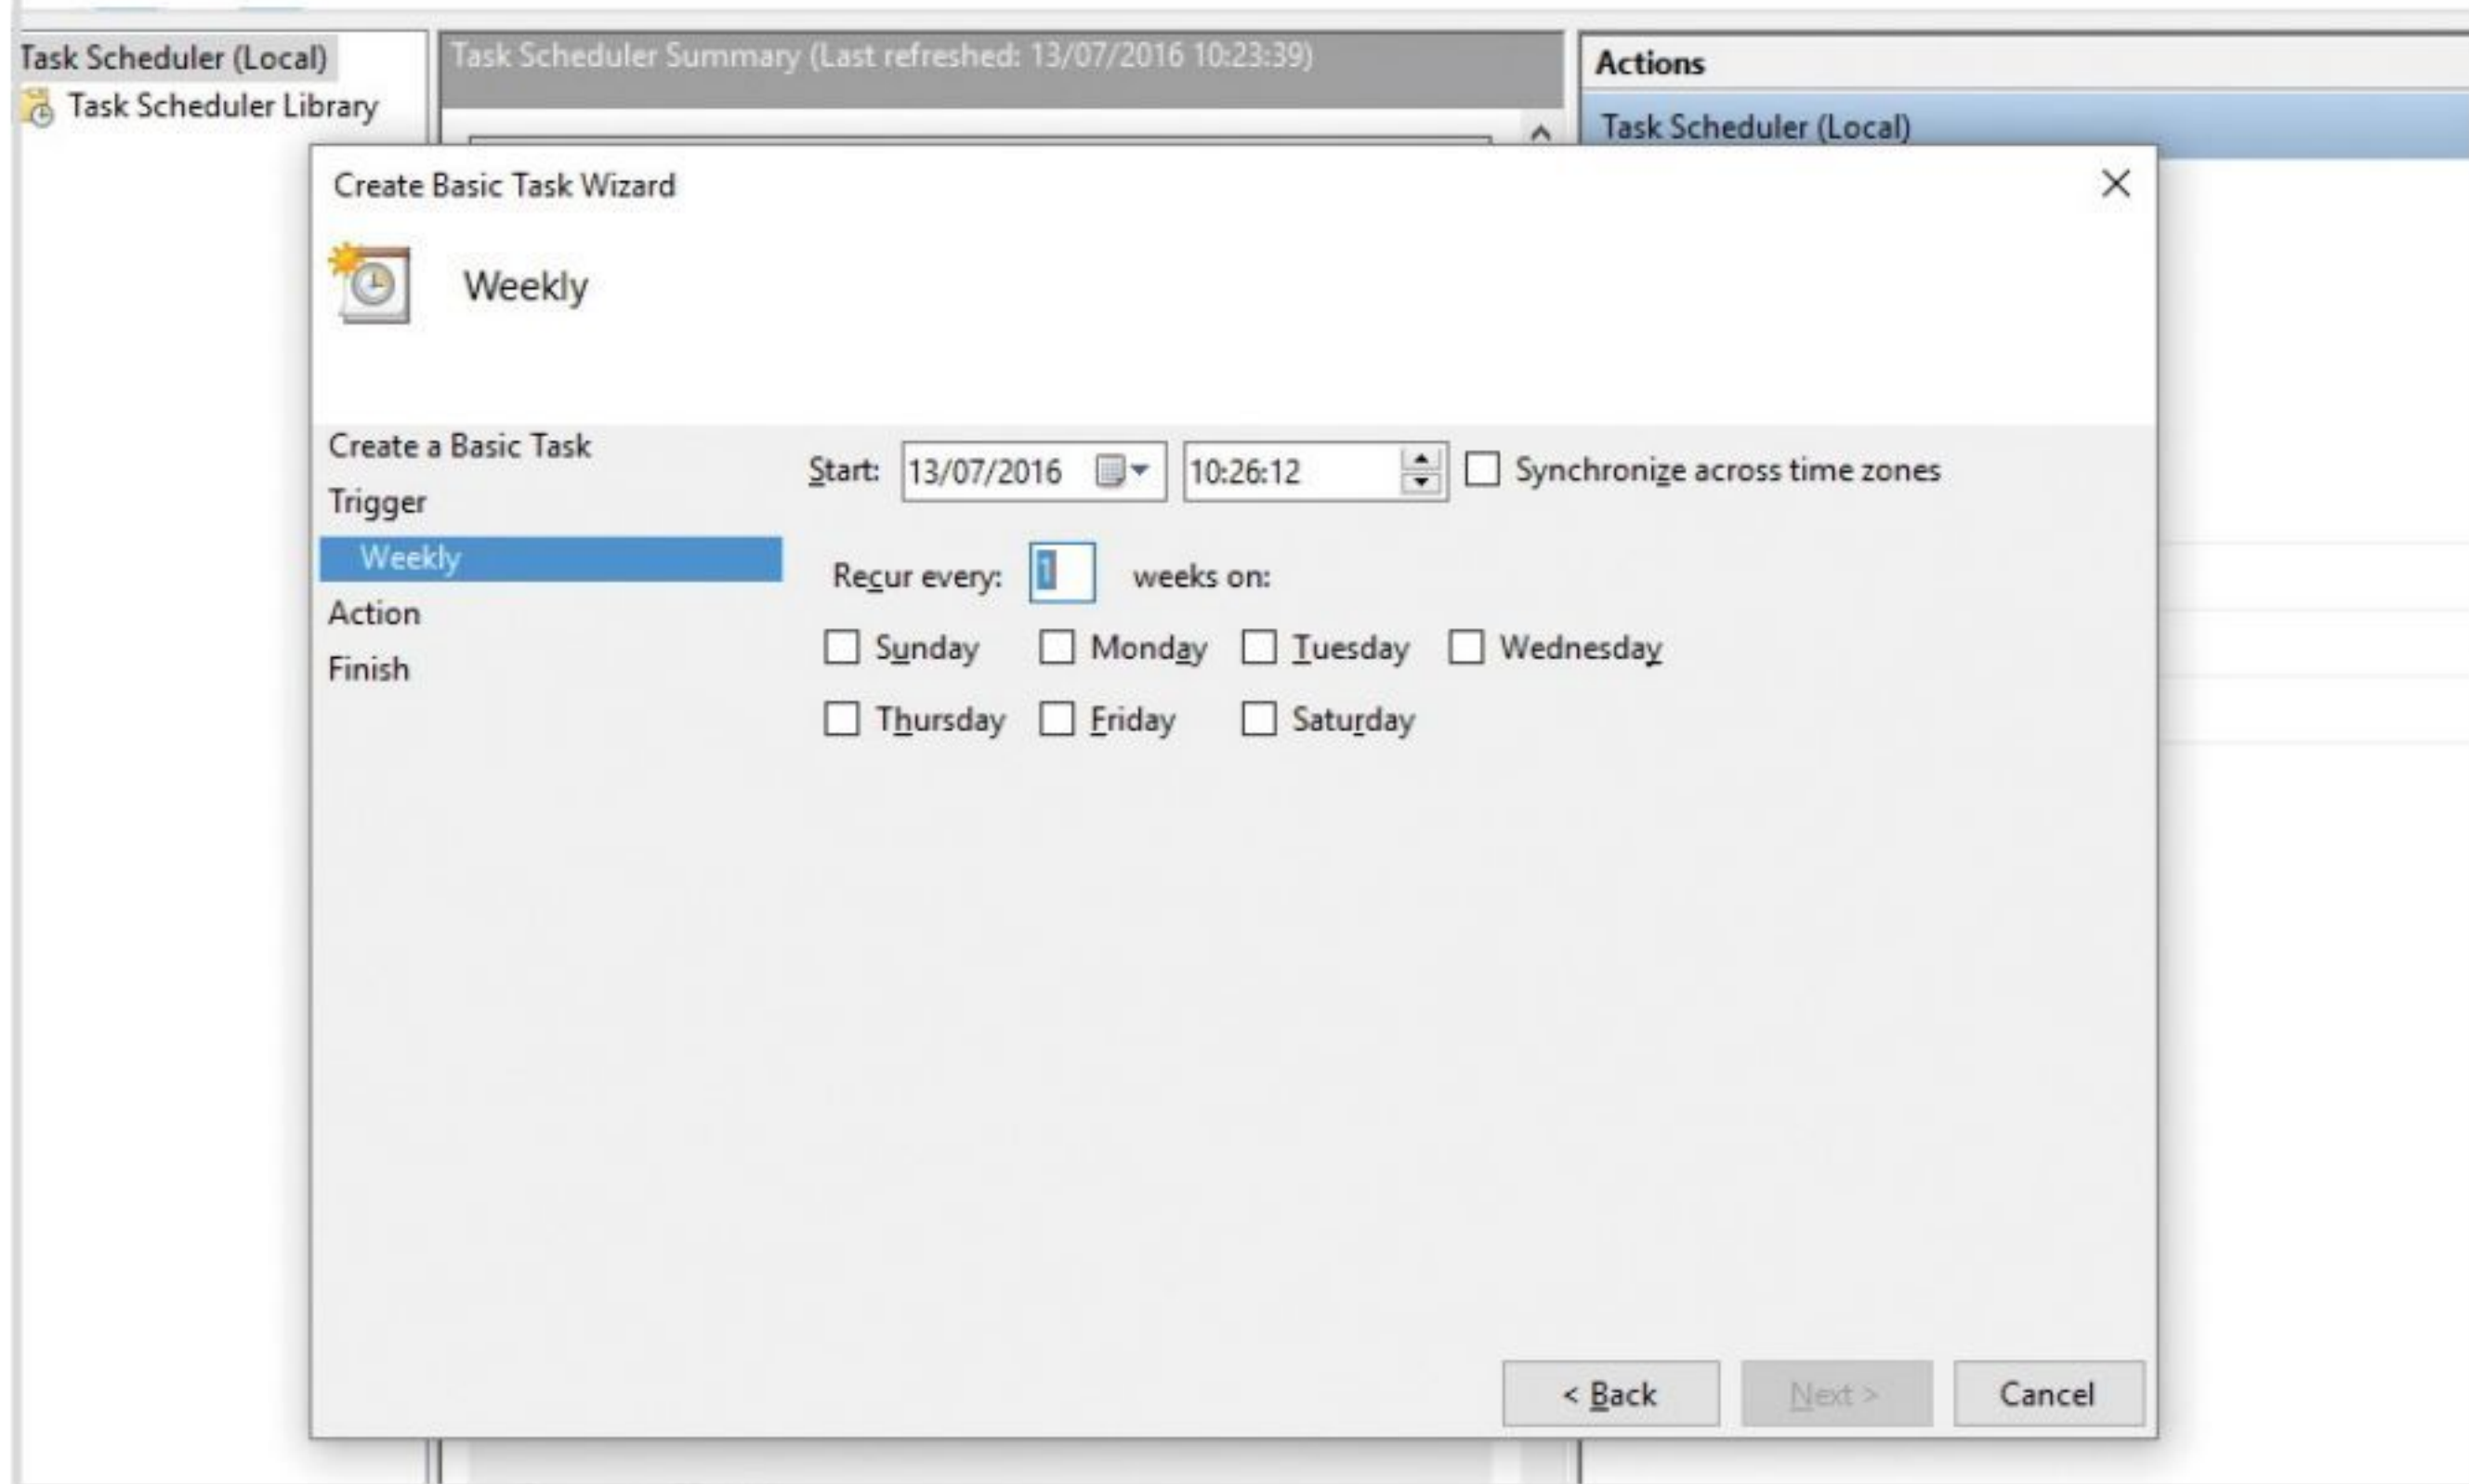 Task Scheduler (Local)
Task Scheduler Library
Task Scheduler Summary (Last refreshed: 13/07/2016 10:23:39)
Actions
Task Scheduler (Local)
Create Basic Task Wizard
Weekly
Create a Basic Task
Trigger
Weekly
Action
Finish
Start: 13/07/2016 10:26:12 Synchronize across time zones
Recur every: 1 weeks on:
Sunday Monday Tuesday Wednesday
Thursday Friday Saturday
< Back Next > Cancel